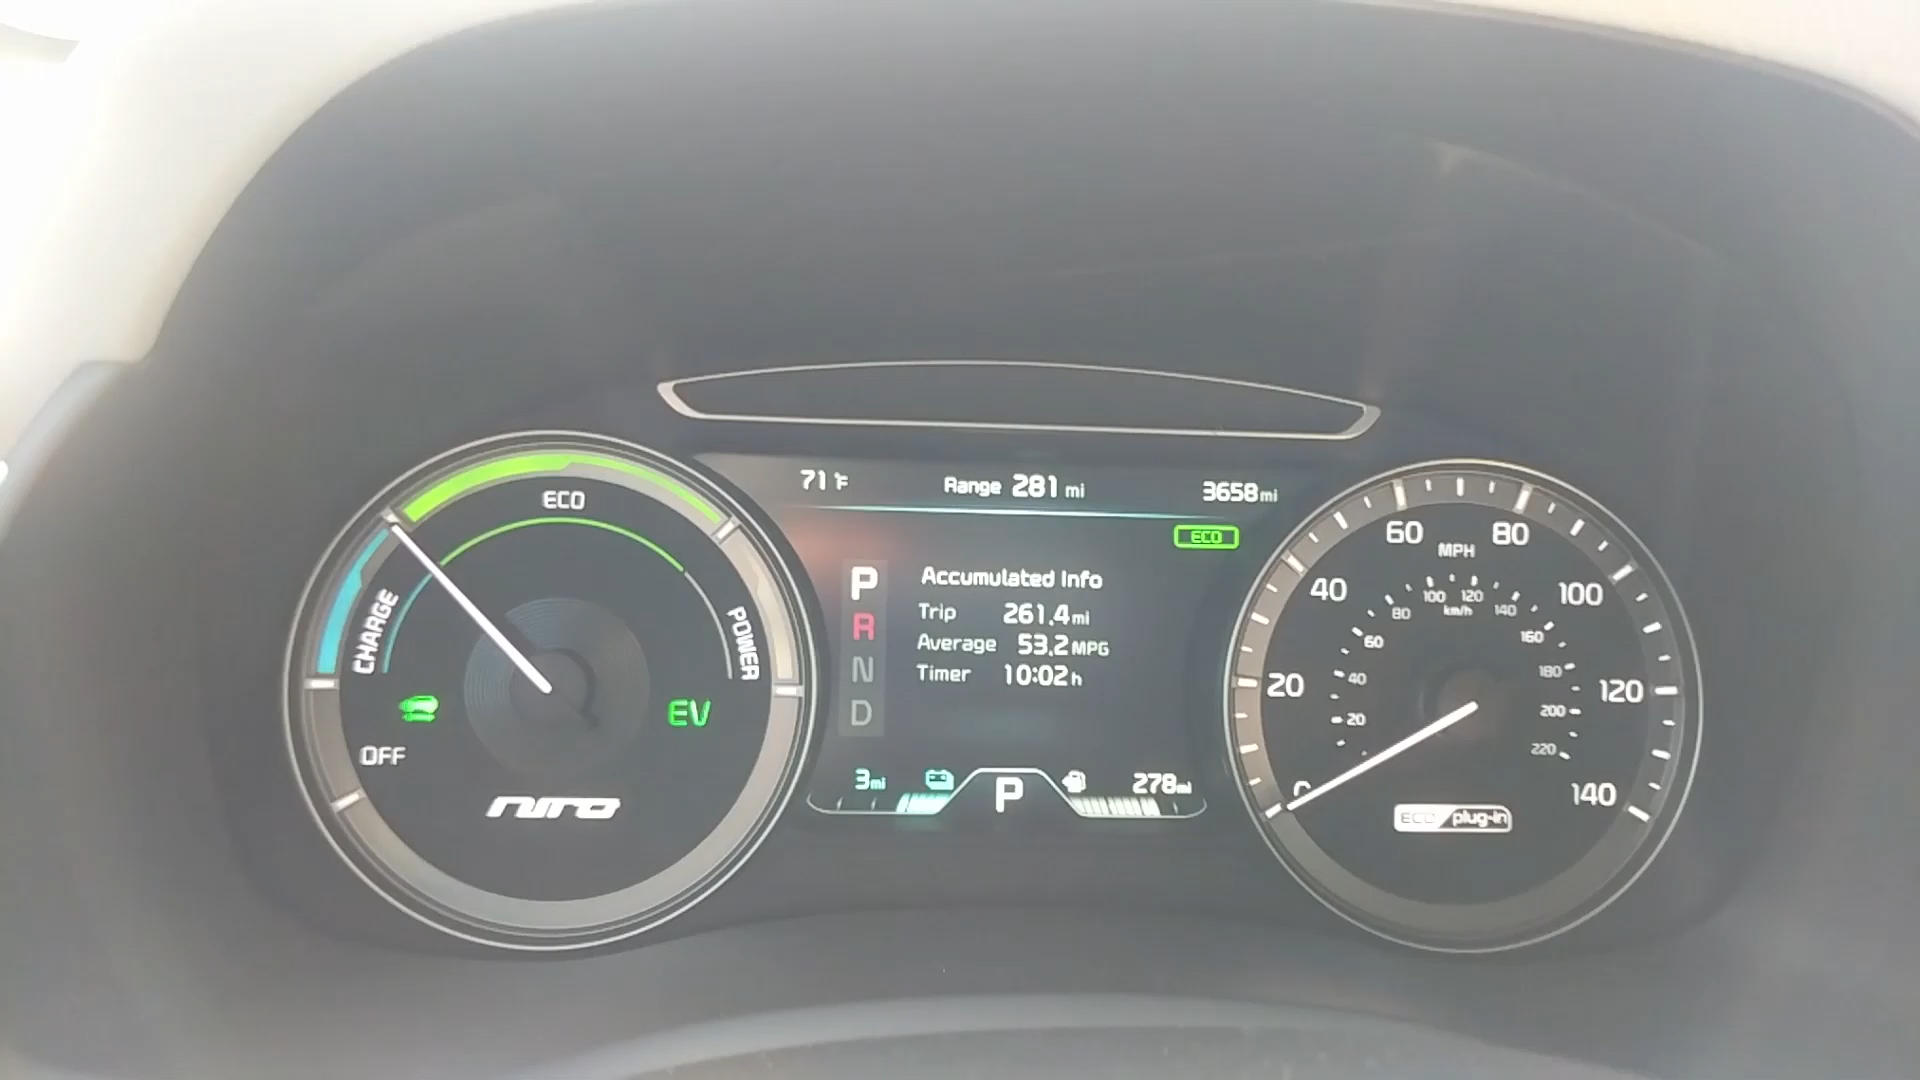 71°F Range 281 mi 3658 mi
ECO
ECO
CHARGE
POWER
OFF
EV
niro
P
R
N
D
Accumulated Info
Trip 261.4 mi
Average 53.2 MPG
Timer 10:02 h
3 mi P 278 mi
0
20
40
60
80
100
120
140
MPH
20
40
60
80
100
120
140
160
180
200
220
km/h
ECO plug-in